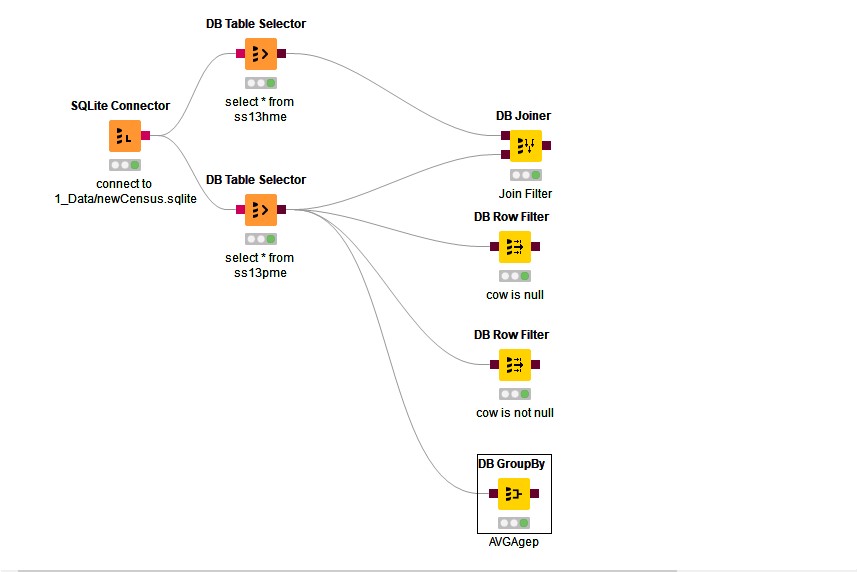 DB Table Selector
select * from
ss13hme
SQLite Connector
connect to
1_Data/newCensus.sqlite
DB Table Selector
select * from
ss13pme
DB Joiner
Join Filter
DB Row Filter
cow is null
DB Row Filter
cow is not null
DB GroupBy
AVGAgep